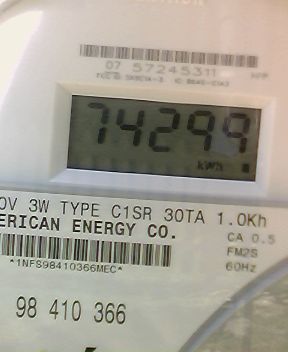 07 57245311
74299
kWh
0V 3W TYPE C1SR 30TA 1.0Kh
ERICAN ENERGY CO.
CA 0.5
FM2S
60Hz
*1NFS98410366MEC*
98 410 366